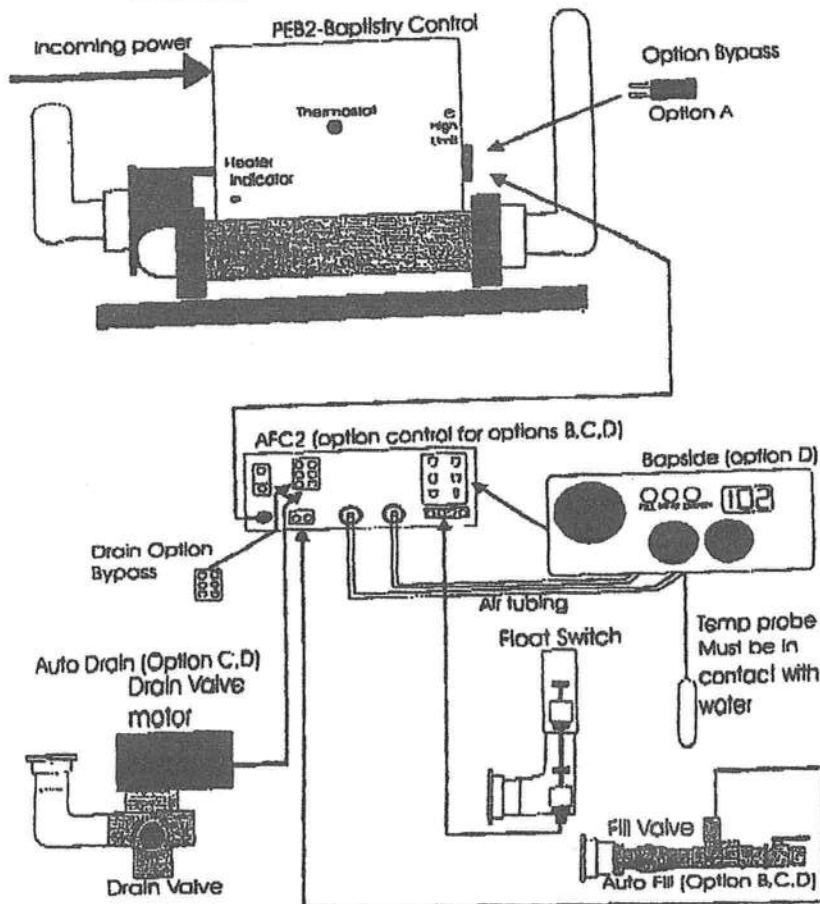 PEB2-Baptistry Control
Incoming power
Option Bypass
Option A
Thermostat
High
Limit
Heater
Indicator
AFC2 (option control for options B,C,D)
Bapside (option D)
102
Drain Option
Bypass
Air tubing
Float Switch
Temp probe
Must be in
contact with
water
Auto Drain (Option C,D)
Drain Valve
motor
Fill Valve
Auto Fill (Option B,C,D)
Drain Valve